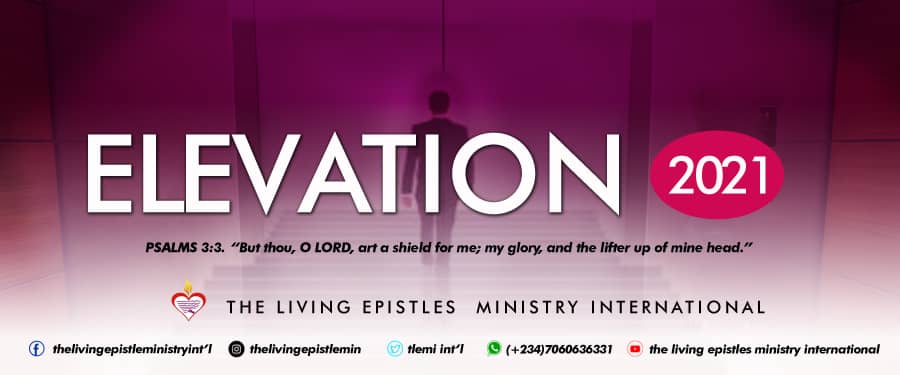 ELEVATION 2021
PSALMS 3:3. “But thou, O LORD, art a shield for me; my glory, and the lifter up of mine head.”
THE LIVING EPISTLES MINISTRY INTERNATIONAL
thelivingepistleministryint’l thelivingepistlemin tlemi int’l (+234)7060636331 the living epistles ministry international